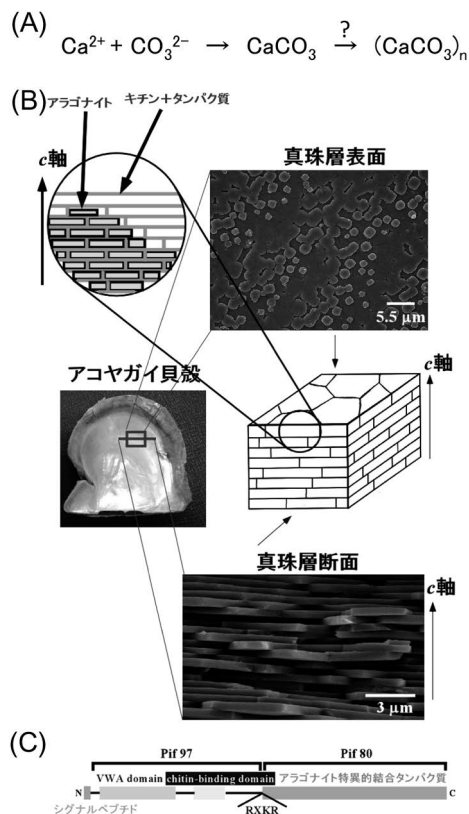 (A)
Ca²⁺ + CO₃²⁻ → CaCO₃ →? (CaCO₃)ₙ
(B)
アラゴナイト
キチン+タンパク質
c軸
真珠層表面
5.5 μm
アコヤガイ貝殻
c軸
真珠層断面
c軸
3 μm
(C)
Pif 97
Pif 80
VWA domain
chitin-binding domain
アラゴナイト特異的結合タンパク質
N
C
シグナルペプチド
RXKR